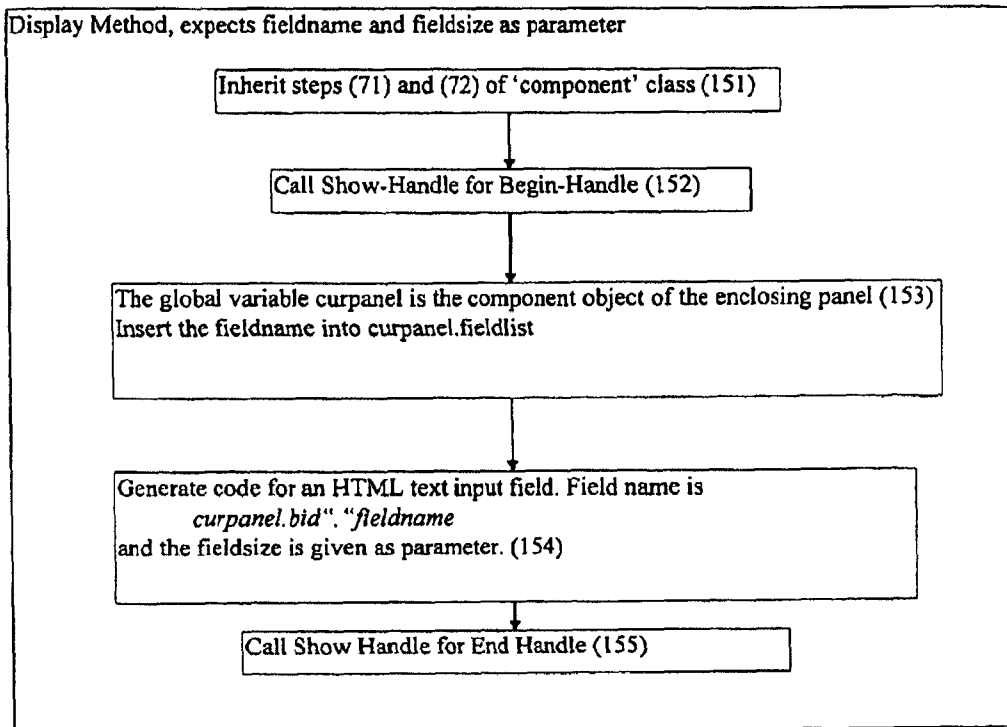 Display Method, expects fieldname and fieldsize as parameter
Inherit steps (71) and (72) of ‘component’ class (151)
Call Show-Handle for Begin-Handle (152)
The global variable curpanel is the component object of the enclosing panel (153)
Insert the fieldname into curpanel.fieldlist
Generate code for an HTML text input field. Field name is
curpanel.bid“. “fieldname
and the fieldsize is given as parameter. (154)
Call Show Handle for End Handle (155)